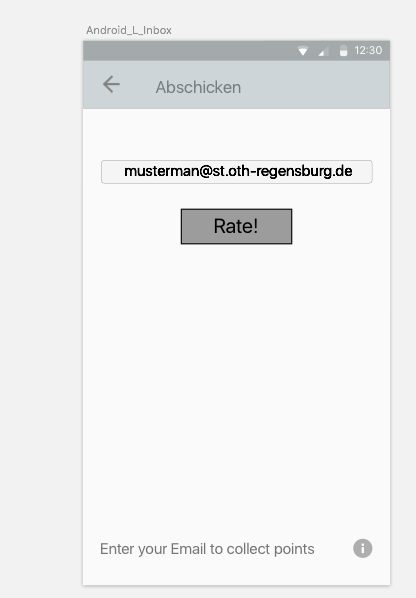 Android_L_Inbox
12:30
Abschicken
musterman@st.oth-regensburg.de
Rate!
Enter your Email to collect points